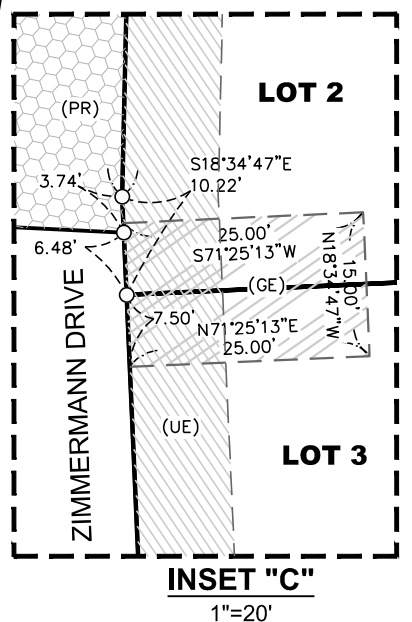 LOT 2
(PR)
S18°34'47"E
10.22'
3.74'
25.00'
S71°25'13"W
6.48'
15.00'
N18°34'47"W
(GE)
7.50'
N71°25'13"E
25.00'
ZIMMERMANN DRIVE
(UE)
LOT 3
INSET "C"
1"=20'